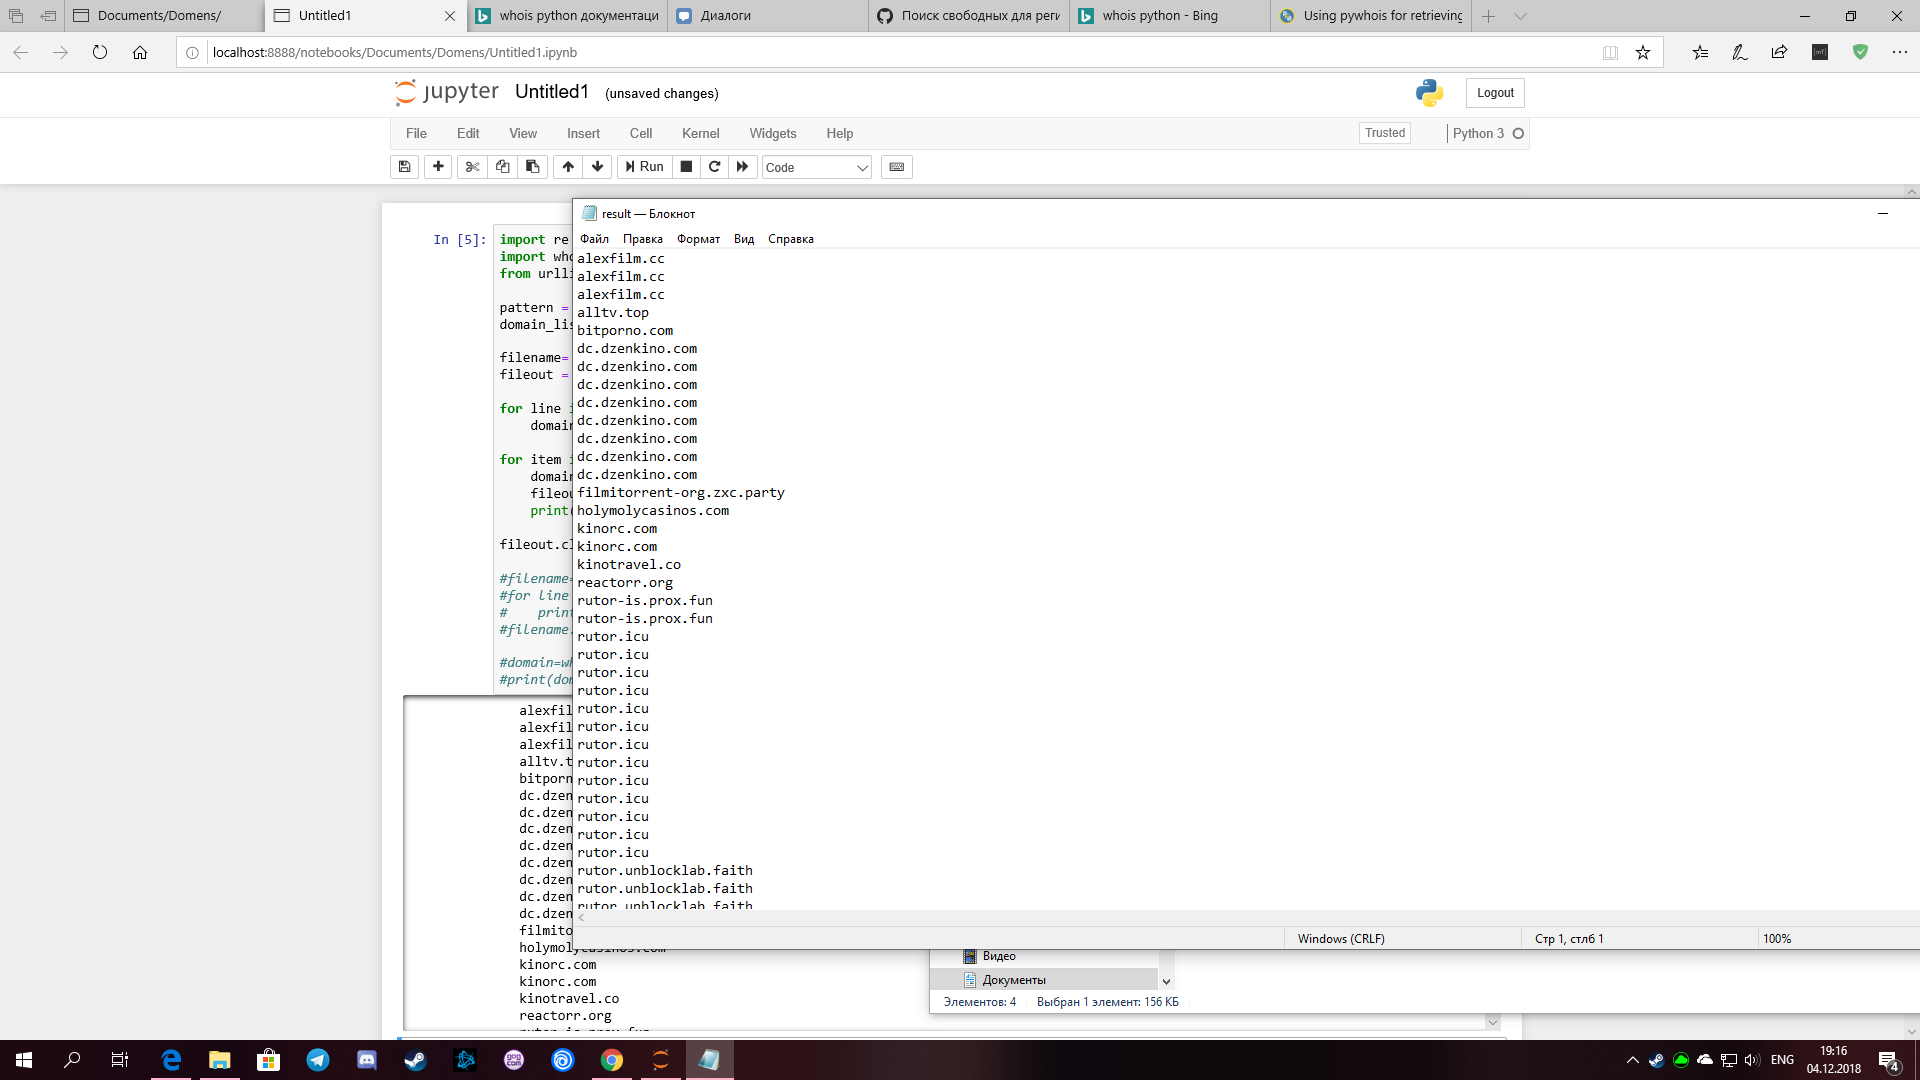 Documents/Domens/
Untitled1
whois python документаци
Диалоги
Поиск свободных для реги
whois python - Bing
Using pywhois for retrieving
localhost:8888/notebooks/Documents/Domens/Untitled1.ipynb
jupyter Untitled1 (unsaved changes)
Logout
File Edit View Insert Cell Kernel Widgets Help
Trusted Python 3
Run Code
result — Блокнот
Файл Правка Формат Вид Справка
In [5]:
import re
import who
from urlli
pattern =
domain_lis
filename=
fileout =
for line i
domain
for item i
domain
fileou
print(
fileout.cl
#filename=
#for line
# print
#filename.
#domain=wh
#print(dom
alexfil
alexfil
alexfil
alltv.t
bitporn
dc.dzen
dc.dzen
dc.dzen
dc.dzen
dc.dzen
dc.dzen
dc.dzen
dc.dzen
filmito
holymolycasinos.com
kinorc.com
kinorc.com
kinotravel.co
reactorr.org
rutor-is.prox.fun
alexfilm.cc
alexfilm.cc
alexfilm.cc
alltv.top
bitporno.com
dc.dzenkino.com
dc.dzenkino.com
dc.dzenkino.com
dc.dzenkino.com
dc.dzenkino.com
dc.dzenkino.com
dc.dzenkino.com
dc.dzenkino.com
filmitorrent-org.zxc.party
holymolycasinos.com
kinorc.com
kinorc.com
kinotravel.co
reactorr.org
rutor-is.prox.fun
rutor-is.prox.fun
rutor.icu
rutor.icu
rutor.icu
rutor.icu
rutor.icu
rutor.icu
rutor.icu
rutor.icu
rutor.icu
rutor.icu
rutor.icu
rutor.icu
rutor.icu
rutor.unblocklab.faith
rutor.unblocklab.faith
rutor.unblocklab.faith
Windows (CRLF) Стр 1, стлб 1 100%
Видео
Документы
Элементов: 4 Выбран 1 элемент: 156 КБ
ENG
19:16
04.12.2018
4